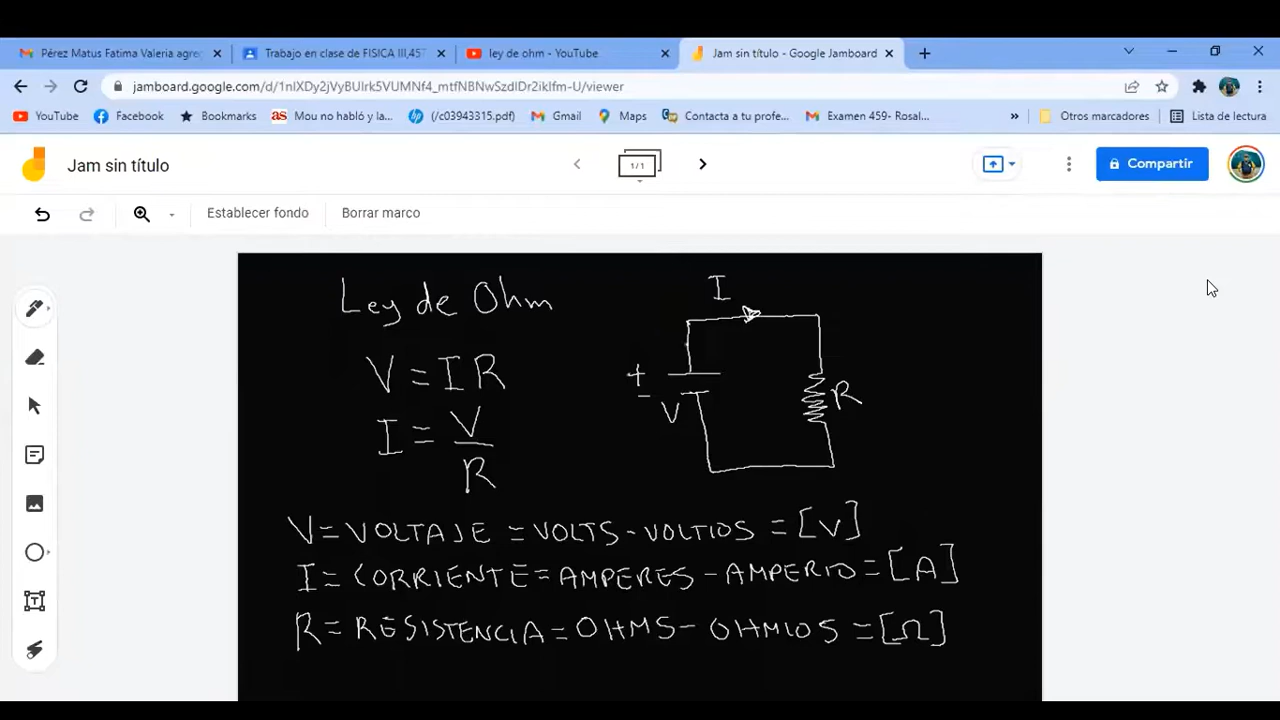 Pérez Matus Fatima Valeria agre
Trabajo en clase de FISICA III,457
ley de ohm - YouTube
Jam sin título - Google Jamboard
jamboard.google.com/d/1nIXDy2jVyBUIrk5VUMNf4_mtfNBNwSzdIDr2ikIfm-U/viewer
YouTube
Facebook
Bookmarks
Mou no habló y la...
(/c03943315.pdf)
Gmail
Maps
Contacta a tu profe...
Examen 459- Rosal...
»
Otros marcadores
Lista de lectura
Jam sin título
1/1
Compartir
Establecer fondo
Borrar marco
Ley de Ohm
I
V = I R
+
-
V
R
I = V
R
V = VOLTAJE = VOLTS - VOLTIOS = [V]
I = CORRIENTE = AMPERES - AMPERIO = [A]
R = RESISTENCIA = OHMS - OHMIOS = [Ω]